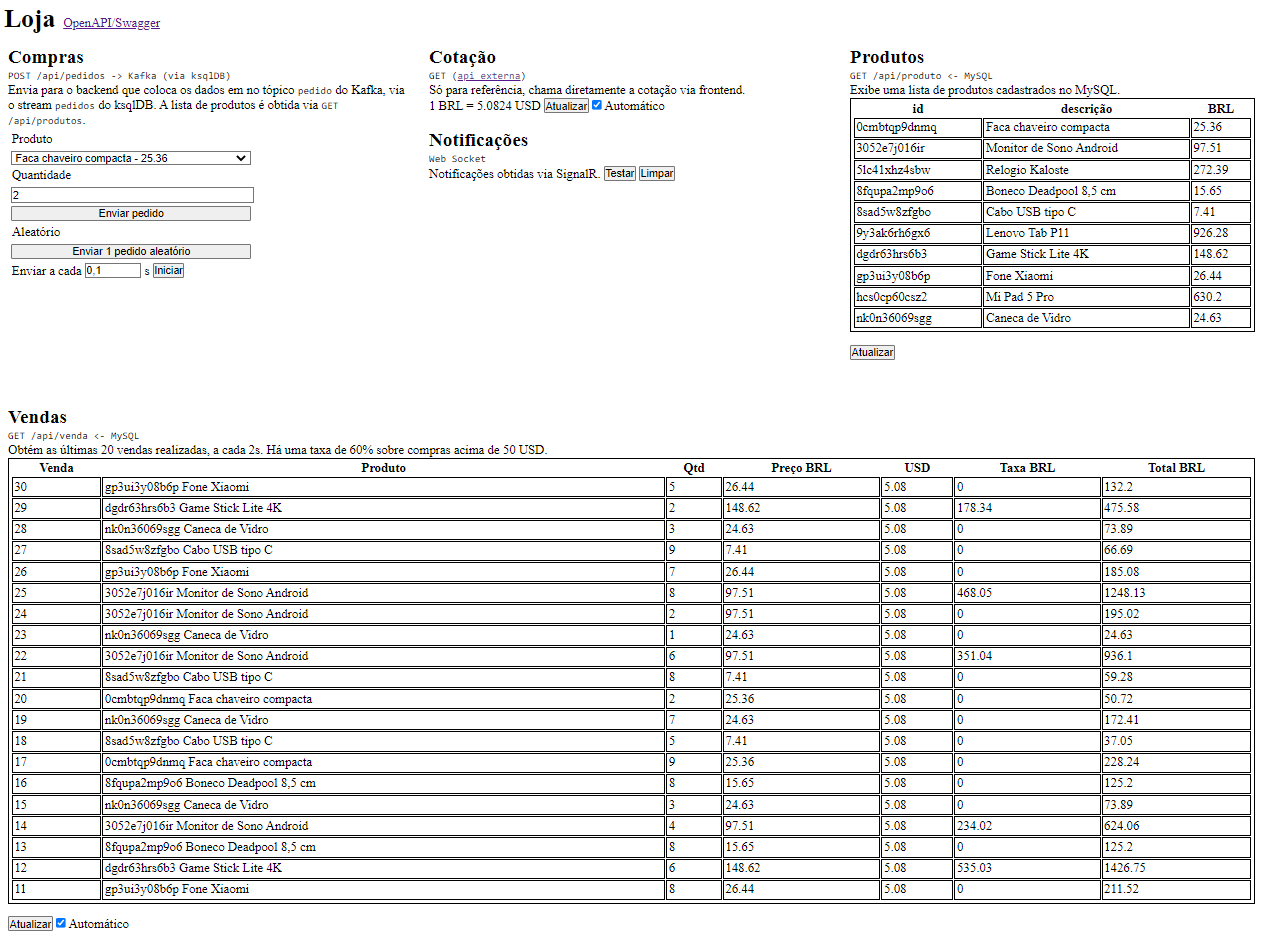 Loja OpenAPI/Swagger
Compras
POST /api/pedidos -> Kafka (via ksqlDB)
Envia para o backend que coloca os dados em no tópico pedido do Kafka, via
o stream pedidos do ksqlDB. A lista de produtos é obtida via GET
/api/produtos.
Produto
Faca chaveiro compacta - 25.36
Quantidade
2
Enviar pedido
Aleatório
Enviar 1 pedido aleatório
Enviar a cada 0,1 s Iniciar
Cotação
GET (api externa)
Só para referência, chama diretamente a cotação via frontend.
1 BRL = 5.0824 USD Atualizar Automático
Notificações
Web Socket
Notificações obtidas via SignalR. Testar Limpar
Produtos
GET /api/produto <- MySQL
Exibe uma lista de produtos cadastrados no MySQL.
id descrição BRL
0cmbtqp9dnmq Faca chaveiro compacta 25.36
3052e7j016ir Monitor de Sono Android 97.51
5lc41xhz4sbw Relogio Kaloste 272.39
8fqupa2mp9o6 Boneco Deadpool 8,5 cm 15.65
8sad5w8zfgbo Cabo USB tipo C 7.41
9y3ak6rh6gx6 Lenovo Tab P11 926.28
dgdr63hrs6b3 Game Stick Lite 4K 148.62
gp3ui3y08b6p Fone Xiaomi 26.44
hcs0cp60csz2 Mi Pad 5 Pro 630.2
nk0n36069sgg Caneca de Vidro 24.63
Atualizar
Vendas
GET /api/venda <- MySQL
Obtém as últimas 20 vendas realizadas, a cada 2s. Há uma taxa de 60% sobre compras acima de 50 USD.
Venda Produto Qtd Preço BRL USD Taxa BRL Total BRL
30 gp3ui3y08b6p Fone Xiaomi 5 26.44 5.08 0 132.2
29 dgdr63hrs6b3 Game Stick Lite 4K 2 148.62 5.08 178.34 475.58
28 nk0n36069sgg Caneca de Vidro 3 24.63 5.08 0 73.89
27 8sad5w8zfgbo Cabo USB tipo C 9 7.41 5.08 0 66.69
26 gp3ui3y08b6p Fone Xiaomi 7 26.44 5.08 0 185.08
25 3052e7j016ir Monitor de Sono Android 8 97.51 5.08 468.05 1248.13
24 3052e7j016ir Monitor de Sono Android 2 97.51 5.08 0 195.02
23 nk0n36069sgg Caneca de Vidro 1 24.63 5.08 0 24.63
22 3052e7j016ir Monitor de Sono Android 6 97.51 5.08 351.04 936.1
21 8sad5w8zfgbo Cabo USB tipo C 8 7.41 5.08 0 59.28
20 0cmbtqp9dnmq Faca chaveiro compacta 2 25.36 5.08 0 50.72
19 nk0n36069sgg Caneca de Vidro 7 24.63 5.08 0 172.41
18 8sad5w8zfgbo Cabo USB tipo C 5 7.41 5.08 0 37.05
17 0cmbtqp9dnmq Faca chaveiro compacta 9 25.36 5.08 0 228.24
16 8fqupa2mp9o6 Boneco Deadpool 8,5 cm 8 15.65 5.08 0 125.2
15 nk0n36069sgg Caneca de Vidro 3 24.63 5.08 0 73.89
14 3052e7j016ir Monitor de Sono Android 4 97.51 5.08 234.02 624.06
13 8fqupa2mp9o6 Boneco Deadpool 8,5 cm 8 15.65 5.08 0 125.2
12 dgdr63hrs6b3 Game Stick Lite 4K 6 148.62 5.08 535.03 1426.75
11 gp3ui3y08b6p Fone Xiaomi 8 26.44 5.08 0 211.52
Atualizar Automático